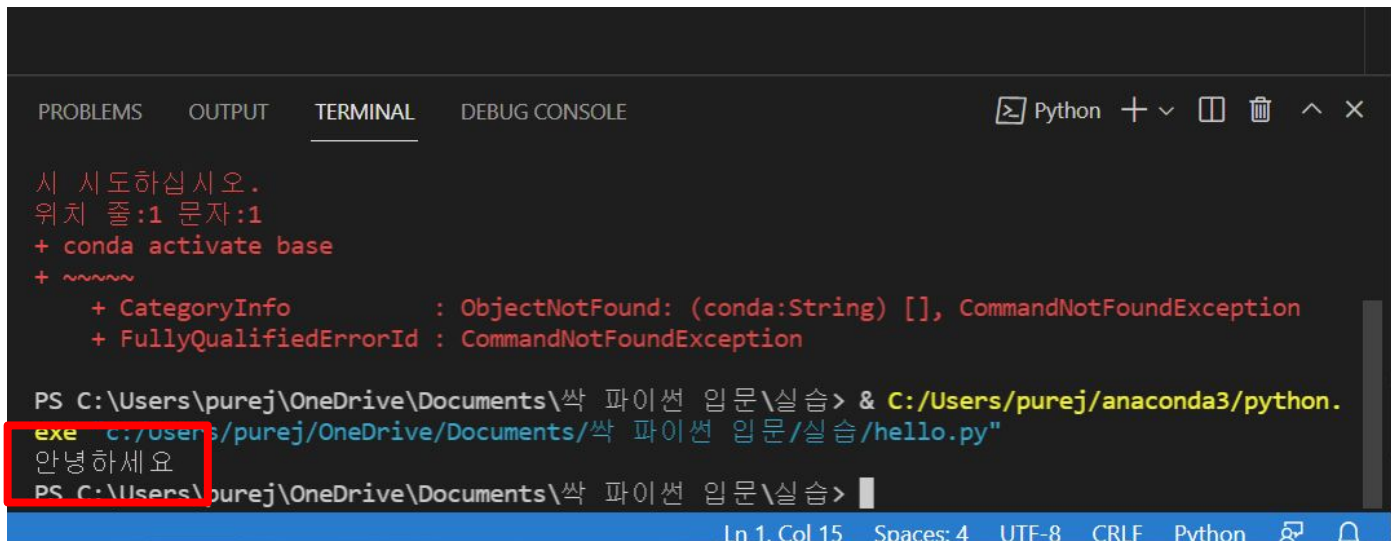 PROBLEMS OUTPUT TERMINAL DEBUG CONSOLE Python
시 시도하십시오.
위치 줄:1 문자:1
+ conda activate base
+ ~~~~~
    + CategoryInfo          : ObjectNotFound: (conda:String) [], CommandNotFoundException
    + FullyQualifiedErrorId : CommandNotFoundException
PS C:\Users\purej\OneDrive\Documents\싹 파이썬 입문\실습> & C:/Users/purej/anaconda3/python.
exe "c:/Users/purej/OneDrive/Documents/싹 파이썬 입문/실습/hello.py"
안녕하세요
PS C:\Users\purej\OneDrive\Documents\싹 파이썬 입문\실습>
Ln 1, Col 15 Spaces: 4 UTF-8 CRLF Python